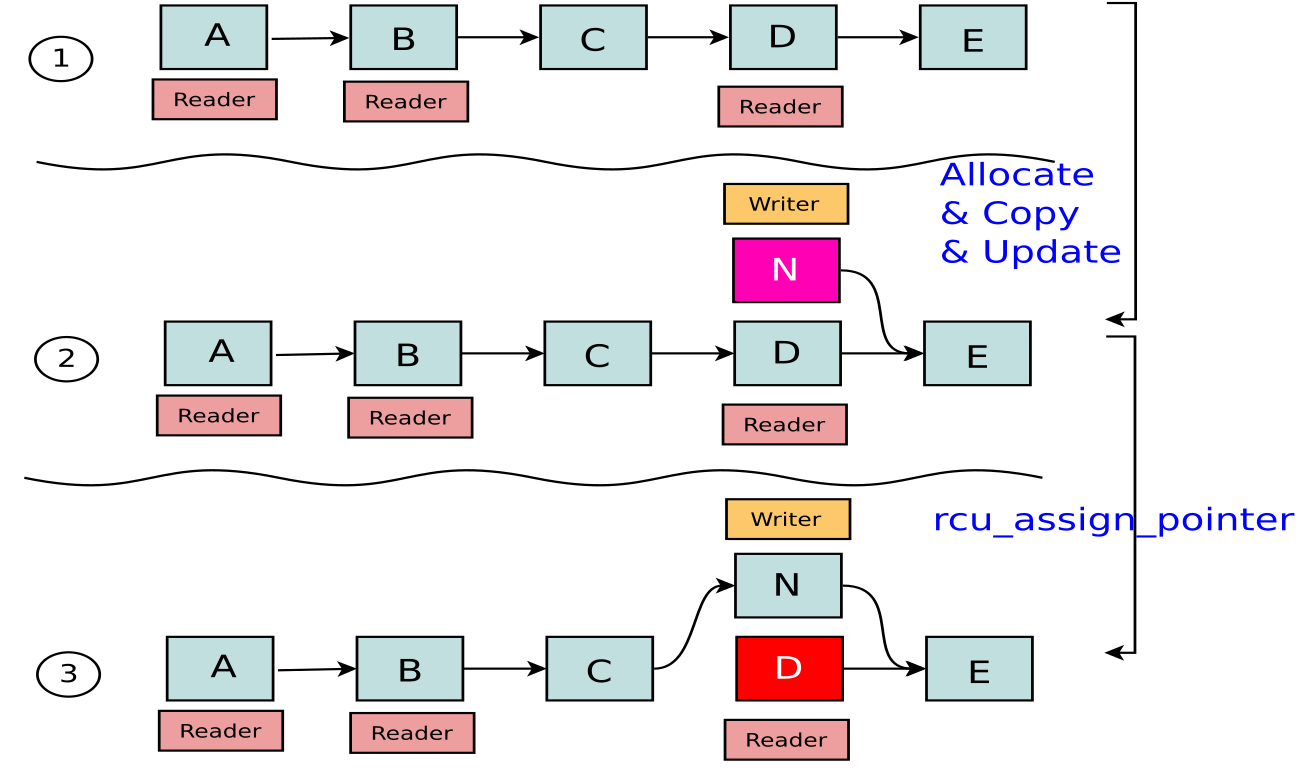 1
A
B
C
D
E
Reader
Reader
Reader
Allocate
& Copy
& Update
Writer
N
2
A
B
C
D
E
Reader
Reader
Reader
rcu_assign_pointer
Writer
N
3
A
B
C
D
E
Reader
Reader
Reader